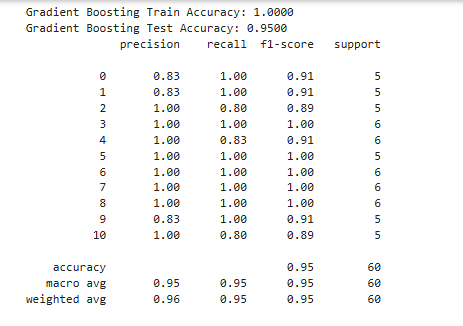 Gradient Boosting Train Accuracy: 1.0000
Gradient Boosting Test Accuracy: 0.9500
precision recall f1-score support
0 0.83 1.00 0.91 5
1 0.83 1.00 0.91 5
2 1.00 0.80 0.89 5
3 1.00 1.00 1.00 6
4 1.00 0.83 0.91 6
5 1.00 1.00 1.00 5
6 1.00 1.00 1.00 6
7 1.00 1.00 1.00 6
8 1.00 1.00 1.00 6
9 0.83 1.00 0.91 5
10 1.00 0.80 0.89 5
accuracy 0.95 60
macro avg 0.95 0.95 0.95 60
weighted avg 0.96 0.95 0.95 60